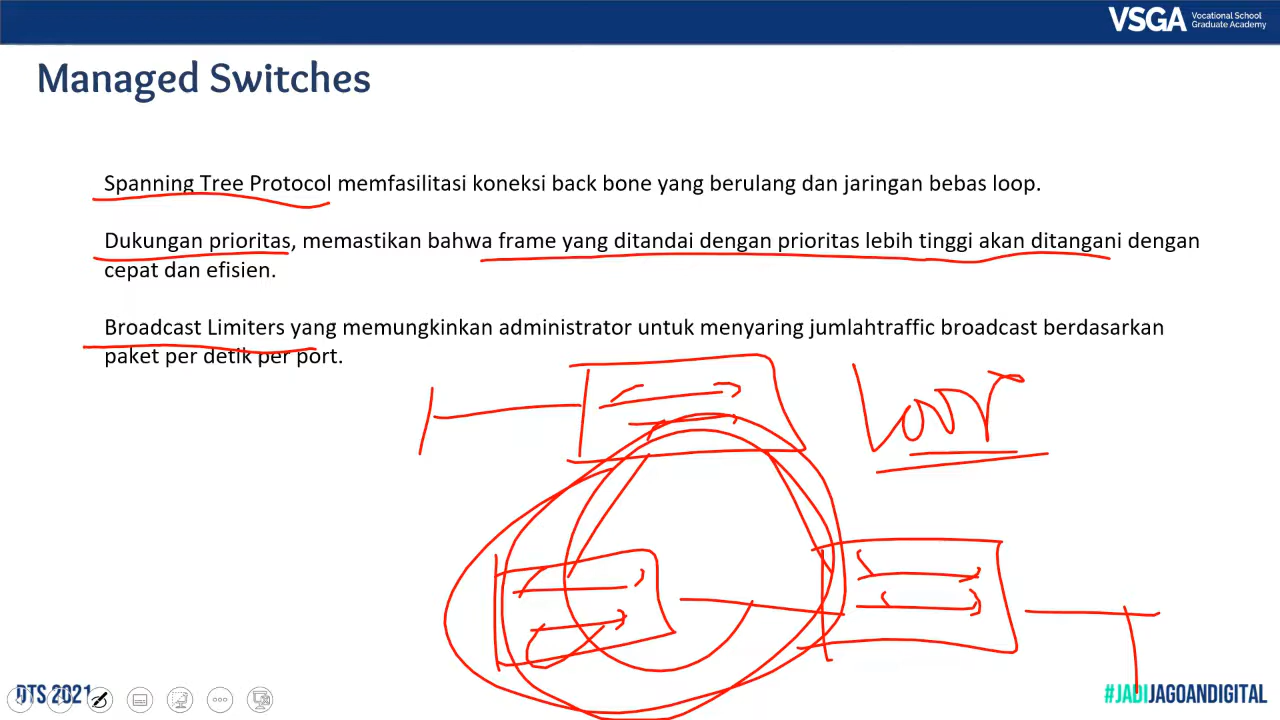 VSGA Vocational School
Graduate Academy
Managed Switches
Spanning Tree Protocol memfasilitasi koneksi back bone yang berulang dan jaringan bebas loop.
Dukungan prioritas, memastikan bahwa frame yang ditandai dengan prioritas lebih tinggi akan ditangani dengan
cepat dan efisien.
Broadcast Limiters yang memungkinkan administrator untuk menyaring jumlahtraffic broadcast berdasarkan
paket per detik per port.
Loop
DTS 2021
#JADIJAGOANDIGITAL